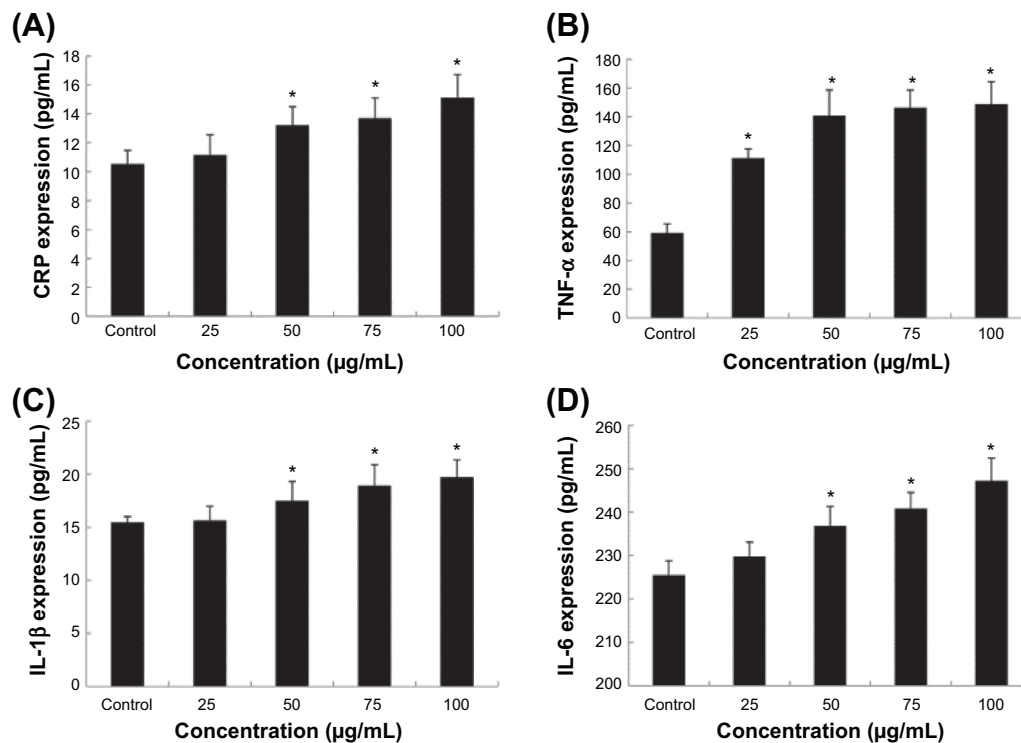 (A)
CRP expression (pg/mL)
18
16
14
12
10
8
6
4
2
0
* * *
Control 25 50 75 100
Concentration (µg/mL)
(B)
TNF-α expression (pg/mL)
180
160
140
120
100
80
60
40
20
0
* * * *
Control 25 50 75 100
Concentration (µg/mL)
(C)
IL-1β expression (pg/mL)
25
20
15
10
5
0
* * *
Control 25 50 75 100
Concentration (µg/mL)
(D)
IL-6 expression (pg/mL)
260
250
240
230
220
210
200
* * *
Control 25 50 75 100
Concentration (µg/mL)